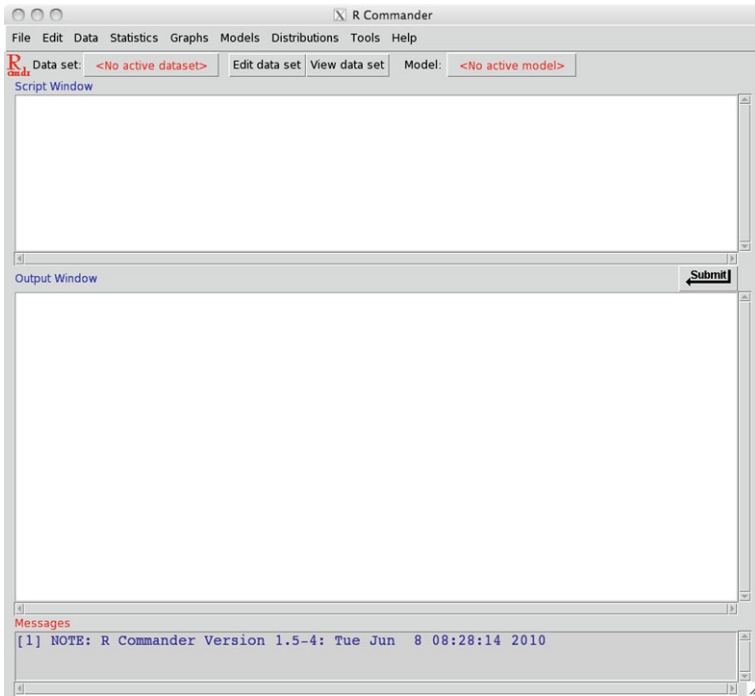 X R Commander
File Edit Data Statistics Graphs Models Distributions Tools Help
R cmdr Data set: <No active dataset> Edit data set View data set Model: <No active model>
Script Window
Output Window Submit
Messages
[1] NOTE: R Commander Version 1.5-4: Tue Jun  8 08:28:14 2010